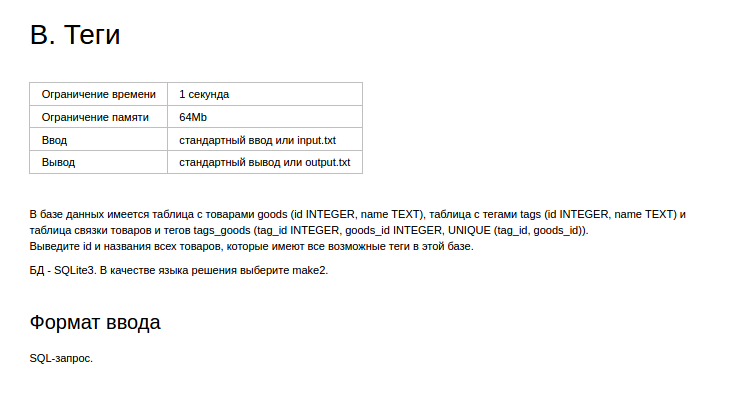 B. Теги
Ограничение времени 1 секунда
Ограничение памяти 64Mb
Ввод стандартный ввод или input.txt
Вывод стандартный вывод или output.txt
В базе данных имеется таблица с товарами goods (id INTEGER, name TEXT), таблица с тегами tags (id INTEGER, name TEXT) и
таблица связки товаров и тегов tags_goods (tag_id INTEGER, goods_id INTEGER, UNIQUE (tag_id, goods_id)).
Выведите id и названия всех товаров, которые имеют все возможные теги в этой базе.
БД - SQLite3. В качестве языка решения выберите make2.
Формат ввода
SQL-запрос.